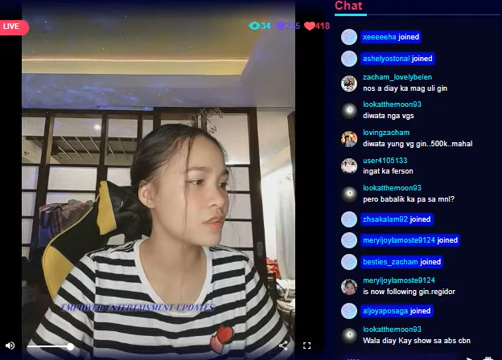 Chat
LIVE
34
418
xeeeeeha joined
ashelyostonal joined
zacham_lovelybelen
nos a diay ka mag uli gin
lookatthemoon93
diwata nga vgs
lovingzacham
diwata yung vg gin..500k..mahal
user4105133
ingat ka ferson
lookatthemoon93
pero babalik ka pa sa mnl?
zhsakalam92 joined
meryljoylamoste9124 joined
besties_zacham joined
meryljoylamoste9124
is now following gin.regidor
aljoyaposaga joined
lookatthemoon93
Wala diay Kay show sa abs cbn
EMPOWER ENTERTAINMENT UPDATES